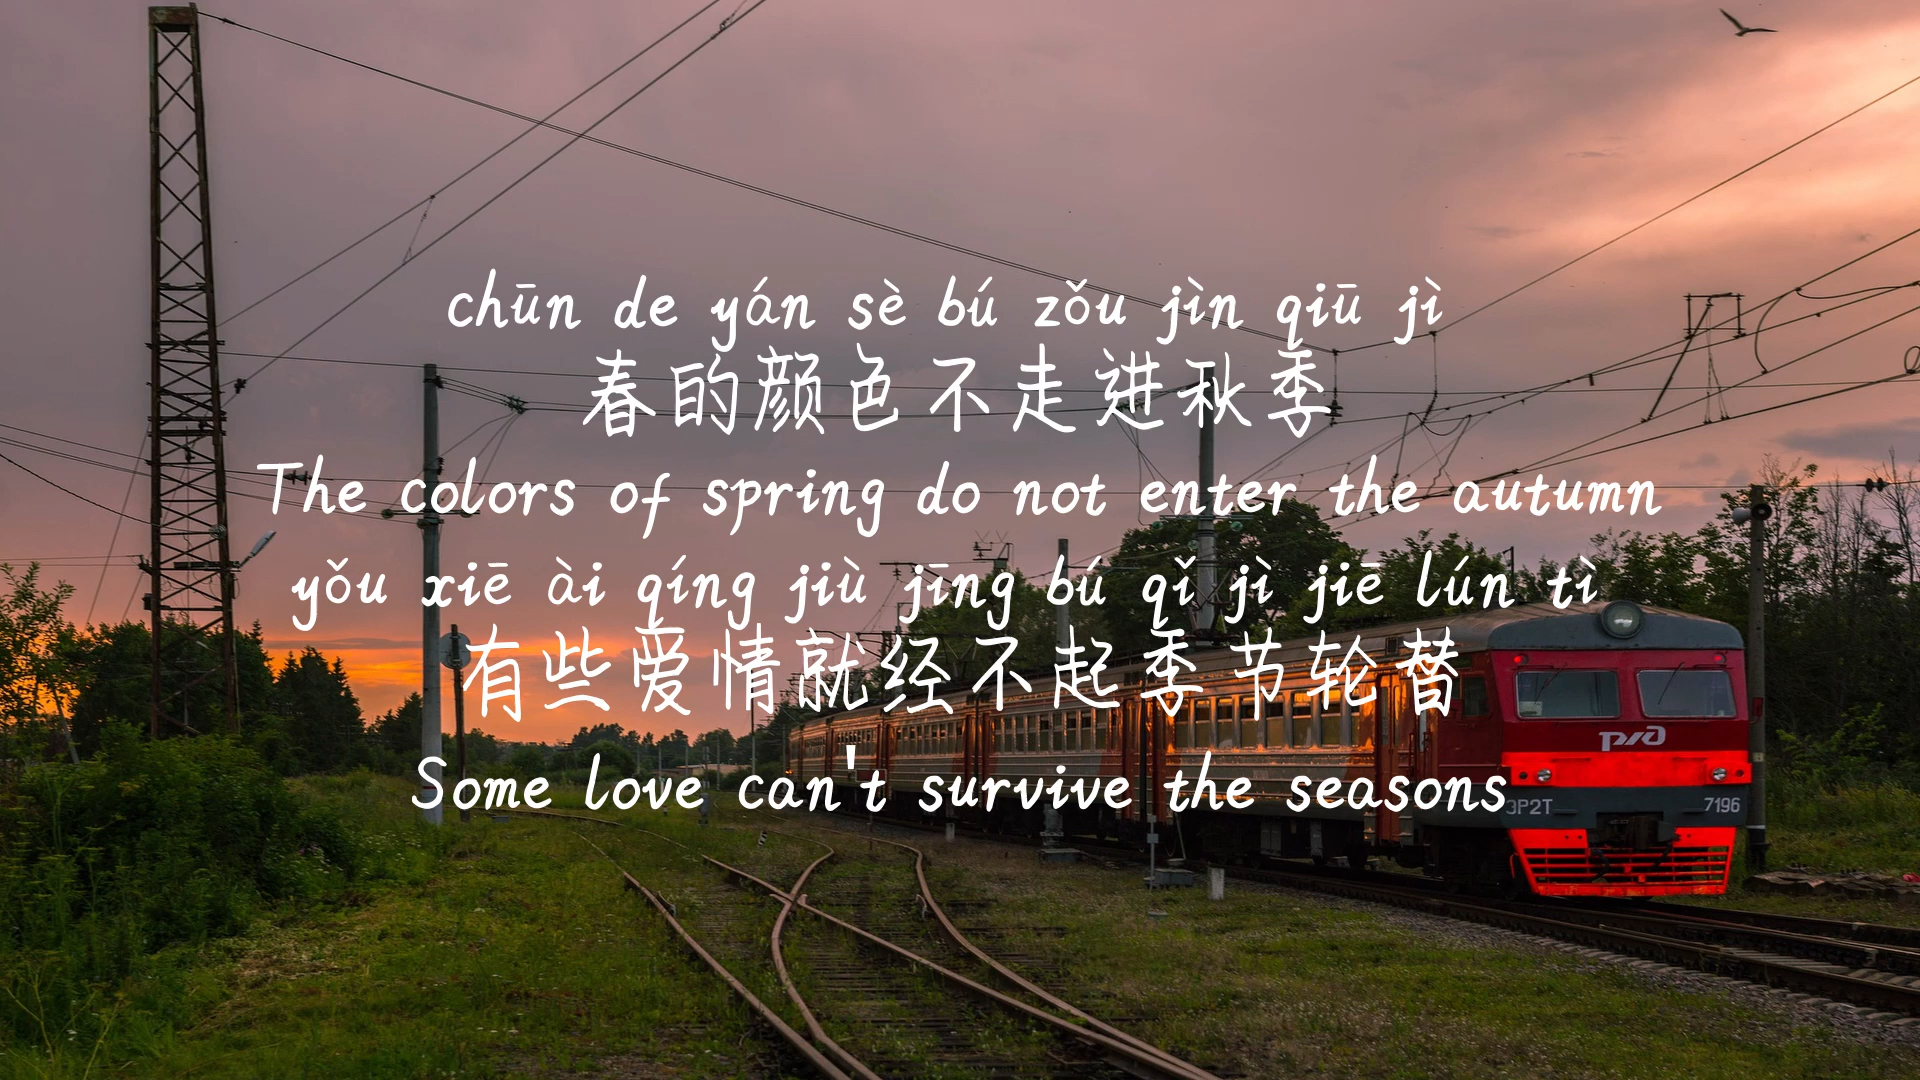 chūn de yán sè bú zǒu jìn qiū jì
春的颜色不走进秋季
The colors of spring do not enter the autumn
yǒu xiē ài qíng jiù jīng bú qǐ jì jiē lún tì
有些爱情就经不起季节轮替
Some love can't survive the seasons
pyd
ЭР2Т 7196